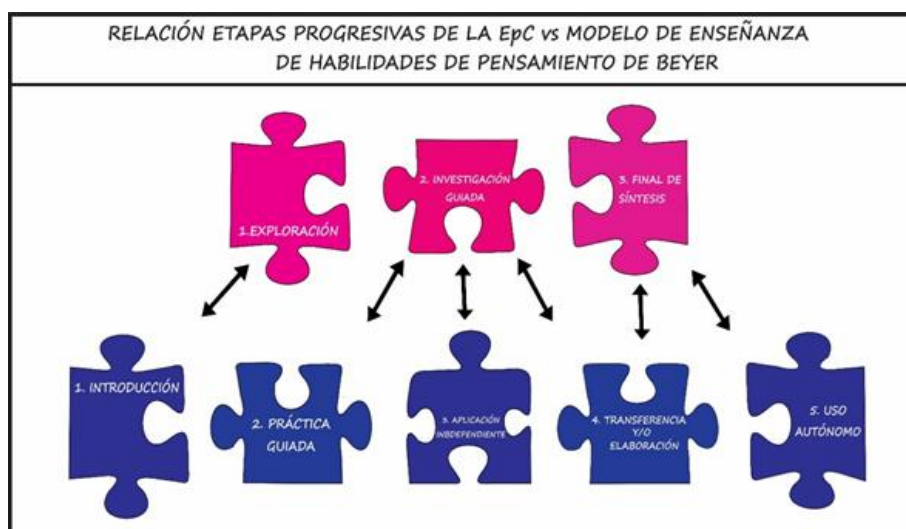 RELACIÓN ETAPAS PROGRESIVAS DE LA EpC vs MODELO DE ENSEÑANZA
DE HABILIDADES DE PENSAMIENTO DE BEYER
1.EXPLORACIÓN
2. INVESTIGACIÓN
GUIADA
3. FINAL DE
SÍNTESIS
1. INTRODUCCIÓN
2. PRÁCTICA
GUIADA
3. APLICACIÓN
INBDEPENDIENTE
4. TRANSFERENCIA
Y/O
ELABORACIÓN
5. USO
AUTÓNOMO